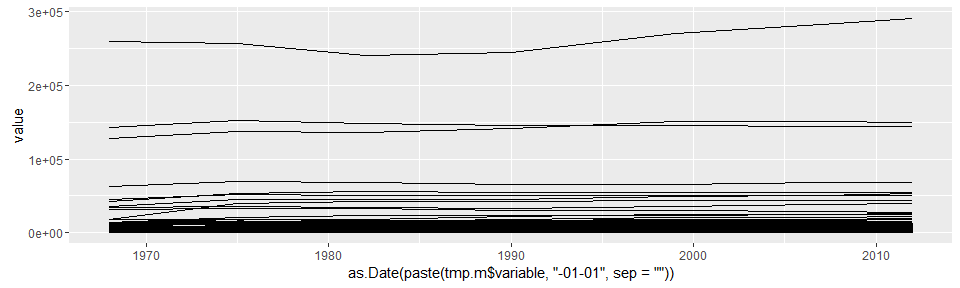 3e+05
2e+05
value
1e+05
0e+00
1970 1980 1990 2000 2010
as.Date(paste(tmp.m$variable, "-01-01", sep = ""))